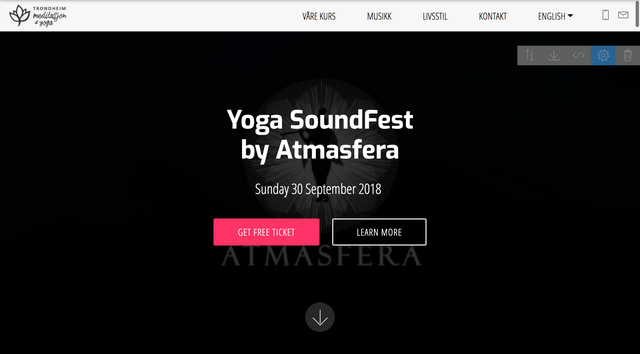 TRONDHEIM
meditasjon
& yoga
VÅRE KURS
MUSIKK
LIVSSTIL
KONTAKT
ENGLISH
Yoga SoundFest
by Atmasfera
Sunday 30 September 2018
GET FREE TICKET
LEARN MORE
ATMASFERA